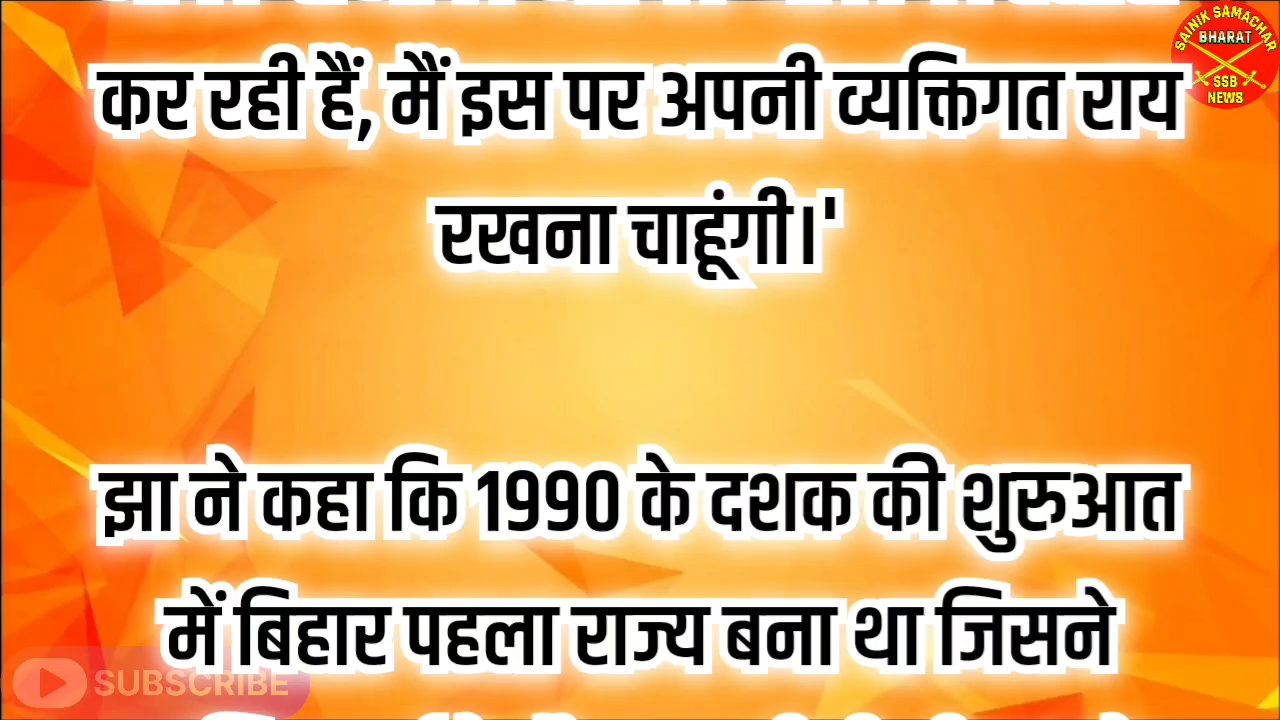 कर रही हैं, मैं इस पर अपनी व्यक्तिगत राय
रखना चाहूंगी।'
झा ने कहा कि 1990 के दशक की शुरुआत
में बिहार पहला राज्य बना था जिसने
SAINIK SAMACHAR
BHARAT
SSB
NEWS
SUBSCRIBE